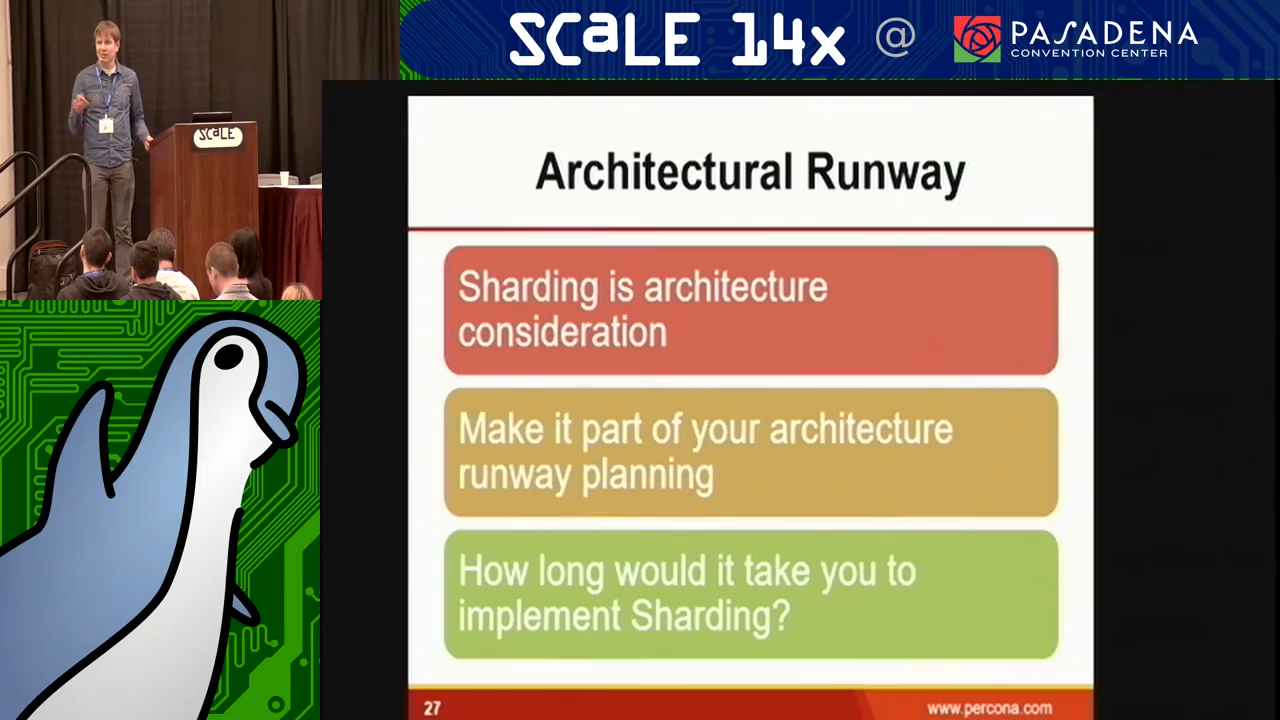 SCALE 14x @ PASADENA
CONVENTION CENTER
SCALE
Architectural Runway
Sharding is architecture
consideration
Make it part of your architecture
runway planning
How long would it take you to
implement Sharding?
27
www.percona.com